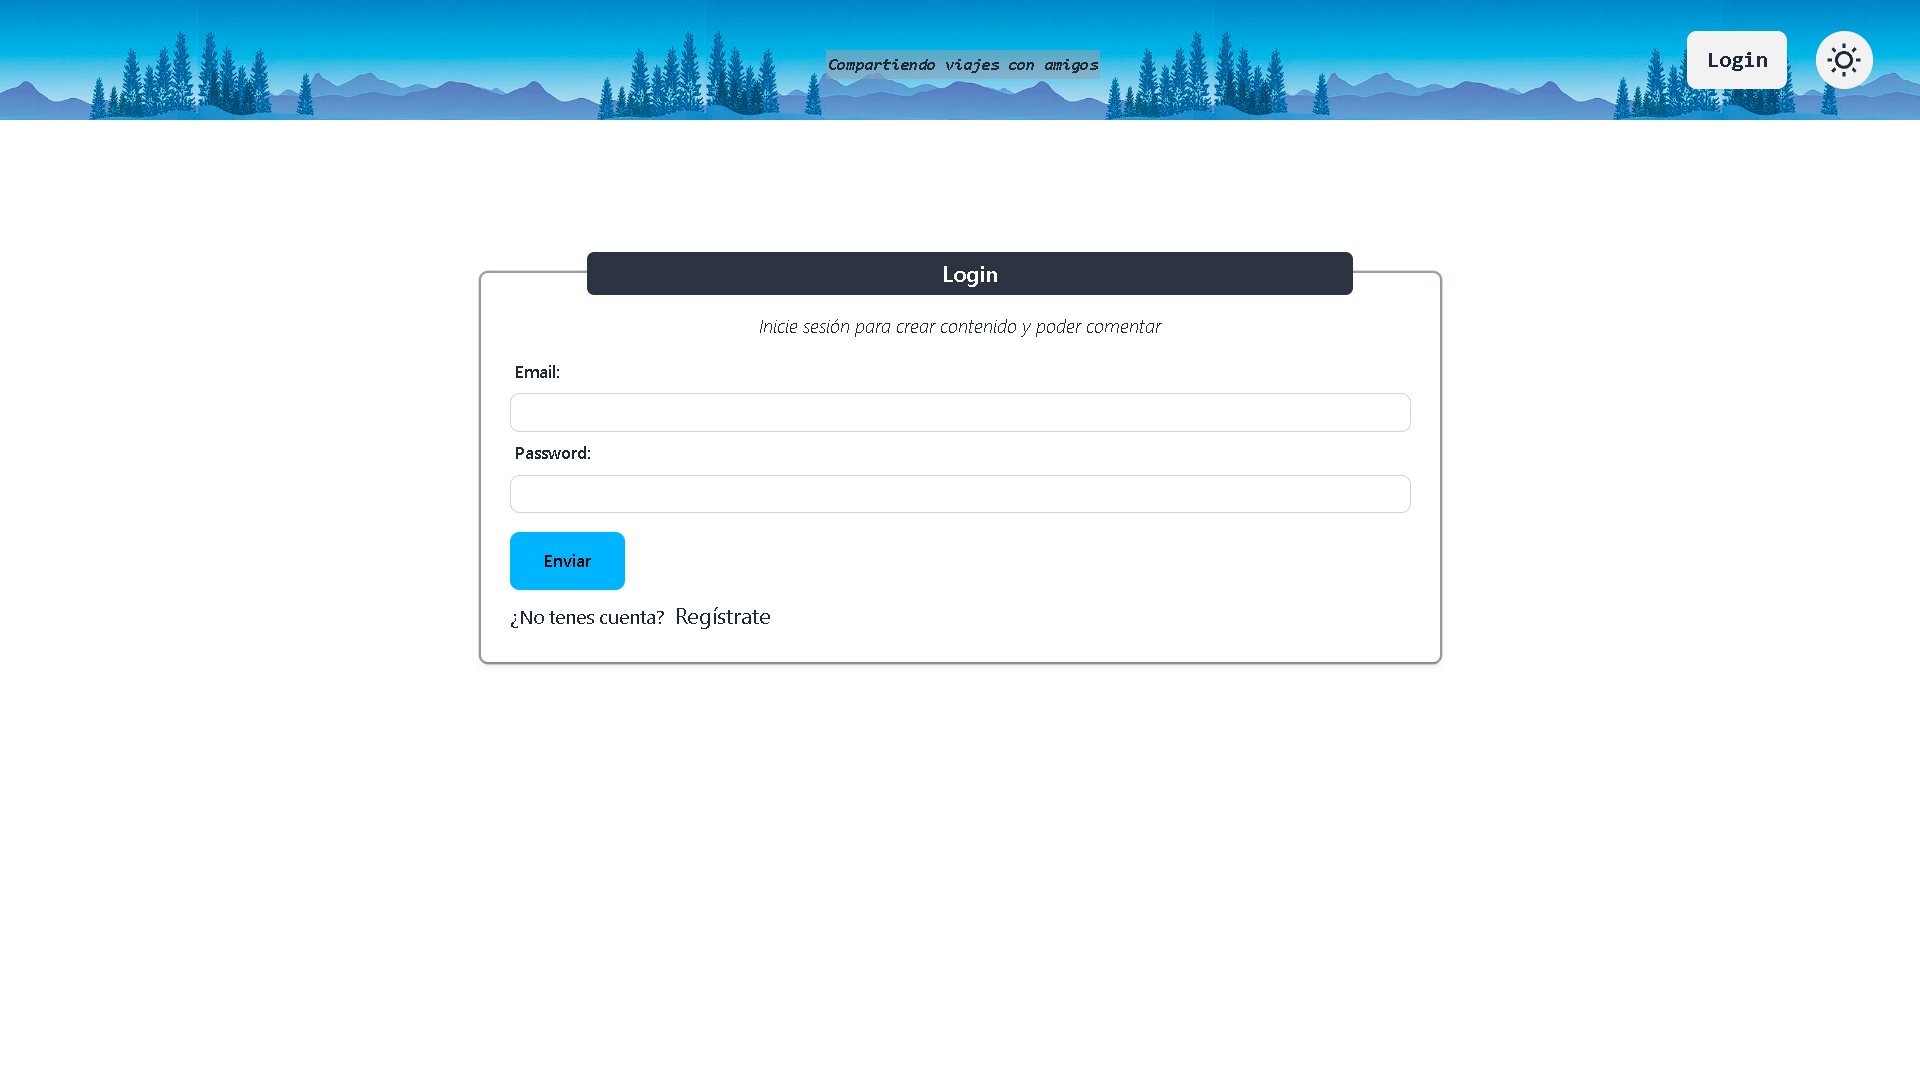 Compartiendo viajes con amigos
Login
Login
Inicie sesión para crear contenido y poder comentar
Email:
Password:
Enviar
¿No tenes cuenta? Regístrate